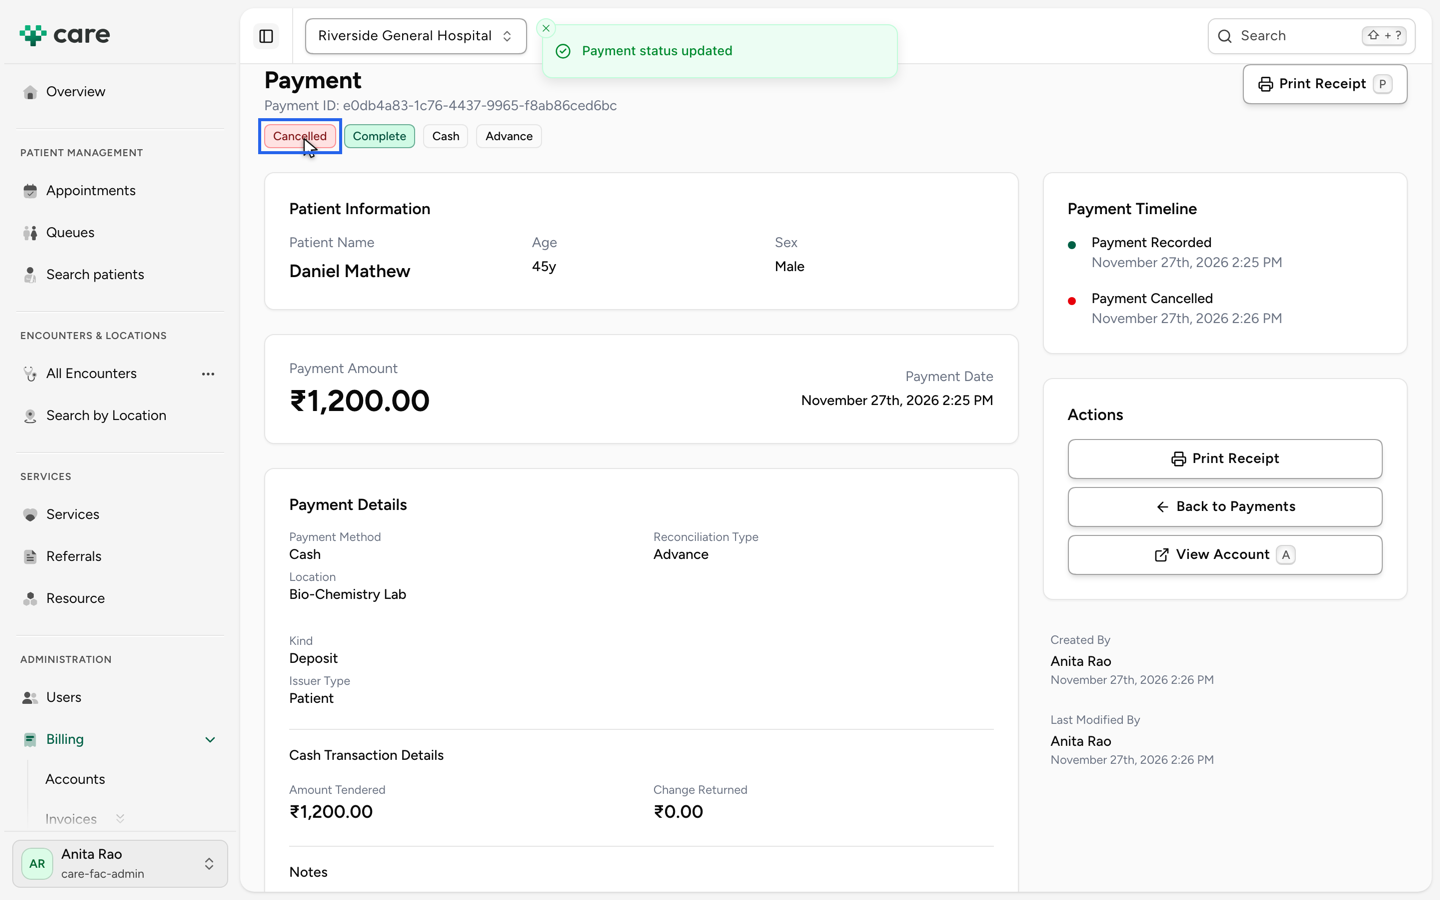 care
Riverside General Hospital
Payment status updated
Search
+ ?
Overview
PATIENT MANAGEMENT
Appointments
Queues
Search patients
ENCOUNTERS & LOCATIONS
All Encounters
Search by Location
SERVICES
Services
Referrals
Resource
ADMINISTRATION
Users
Billing
Accounts
Invoices
AR
Anita Rao
care-fac-admin
Payment
Payment ID: e0db4a83-1c76-4437-9965-f8ab86ced6bc
Print Receipt P
Cancelled Complete Cash Advance
Patient Information
Patient Name Age Sex
Daniel Mathew 45y Male
Payment Amount
₹1,200.00
Payment Date
November 27th, 2026 2:25 PM
Payment Details
Payment Method Reconciliation Type
Cash Advance
Location
Bio-Chemistry Lab
Kind
Deposit
Issuer Type
Patient
Cash Transaction Details
Amount Tendered Change Returned
₹1,200.00 ₹0.00
Notes
Payment Timeline
Payment Recorded
November 27th, 2026 2:25 PM
Payment Cancelled
November 27th, 2026 2:26 PM
Actions
Print Receipt
Back to Payments
View Account A
Created By
Anita Rao
November 27th, 2026 2:26 PM
Last Modified By
Anita Rao
November 27th, 2026 2:26 PM